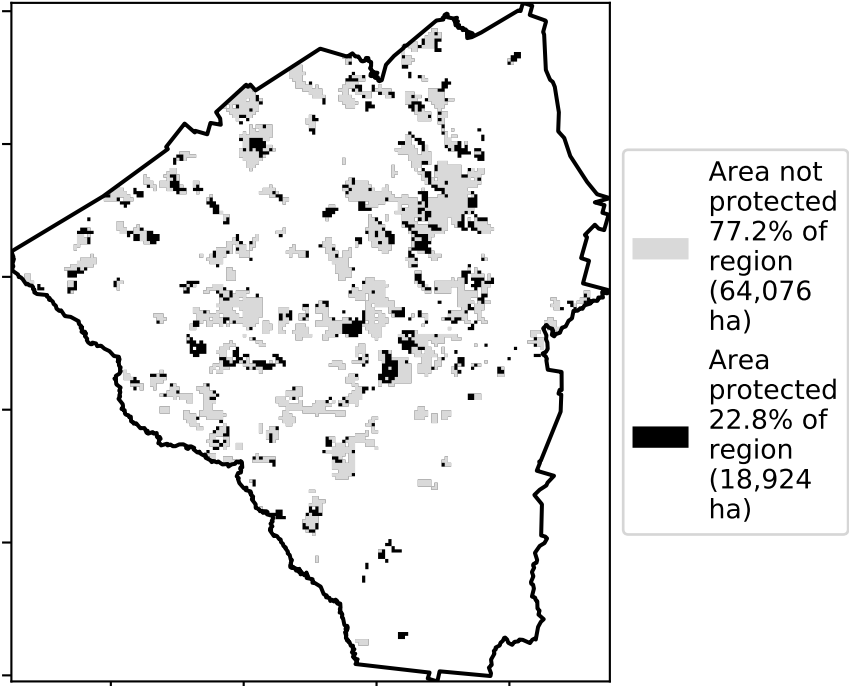 Area not
protected
77.2% of
region
(64,076
ha)
Area
protected
22.8% of
region
(18,924
ha)